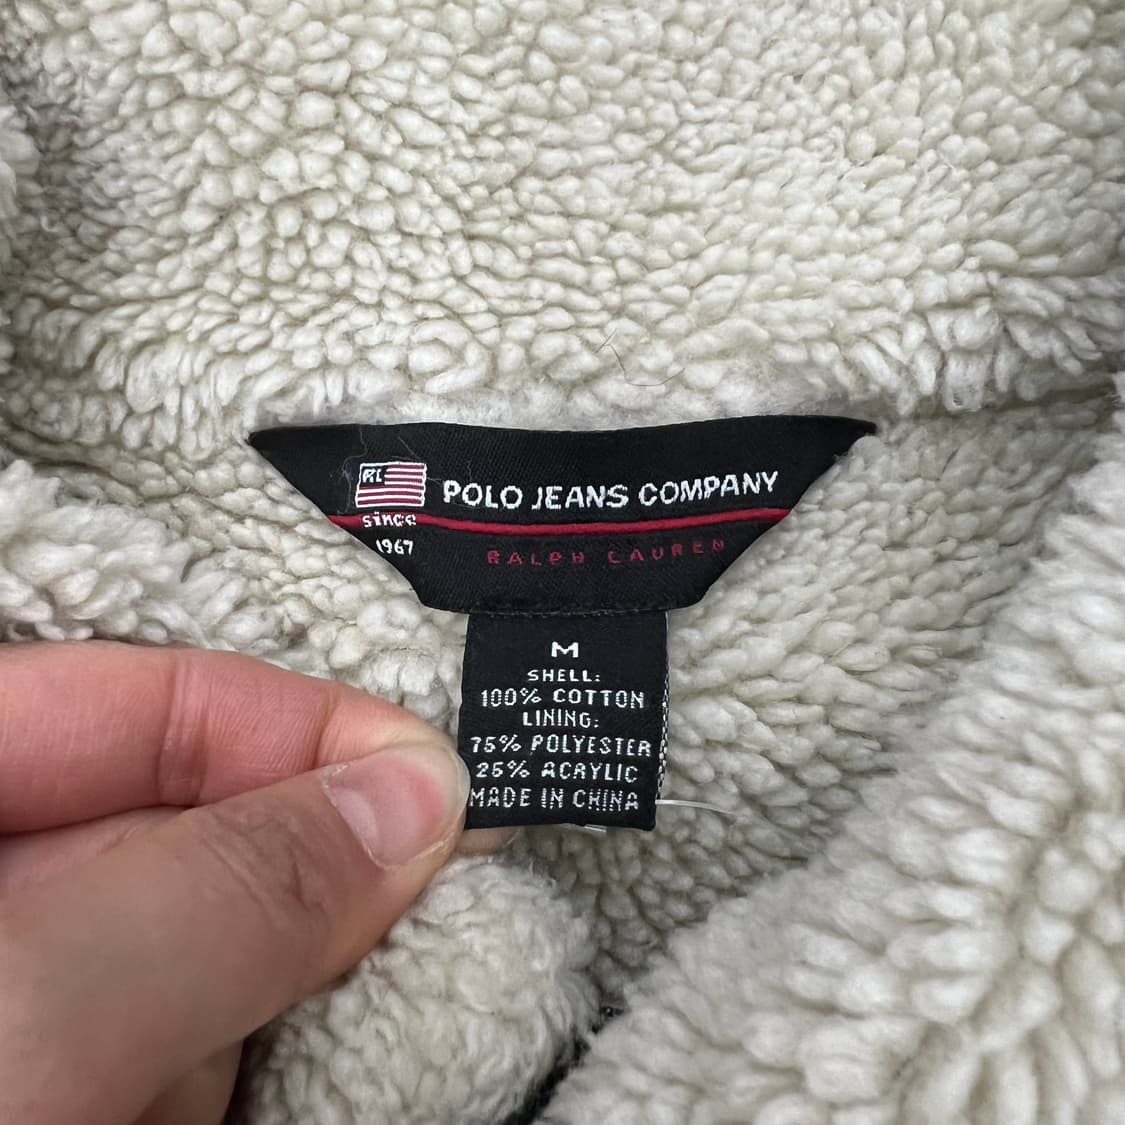 RL
POLO JEANS COMPANY
since
1967
RALPH LAUREN
M
SHELL:
100% COTTON
LINING:
75% POLYESTER
25% ACRYLIC
MADE IN CHINA